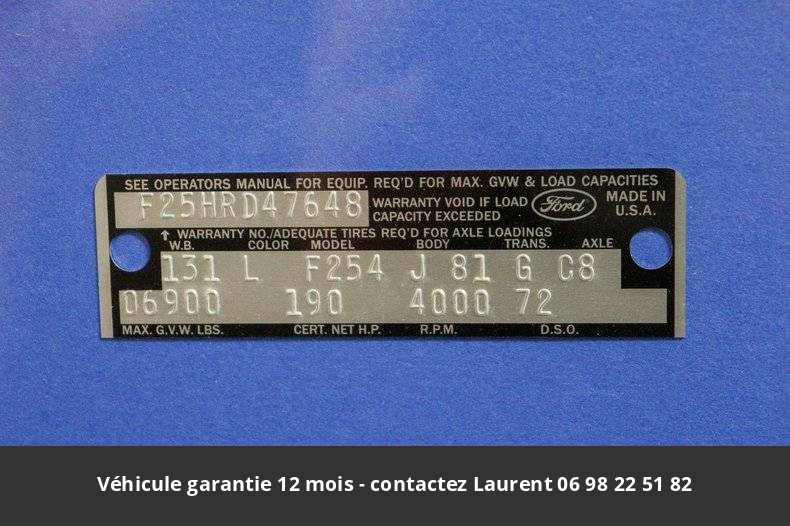 SEE OPERATORS MANUAL FOR EQUIP. REQ'D FOR MAX. GVW & LOAD CAPACITIES
F25HRD47648 WARRANTY VOID IF LOAD CAPACITY EXCEEDED Ford MADE IN U.S.A.
↑ WARRANTY NO./ADEQUATE TIRES REQ'D FOR AXLE LOADINGS
W.B. COLOR MODEL BODY TRANS. AXLE
131 L F254 J 81 G C8
06900 190 4000 72
MAX. G.V.W. LBS. CERT. NET H.P. R.P.M. D.S.O.
Véhicule garantie 12 mois - contactez Laurent 06 98 22 51 82